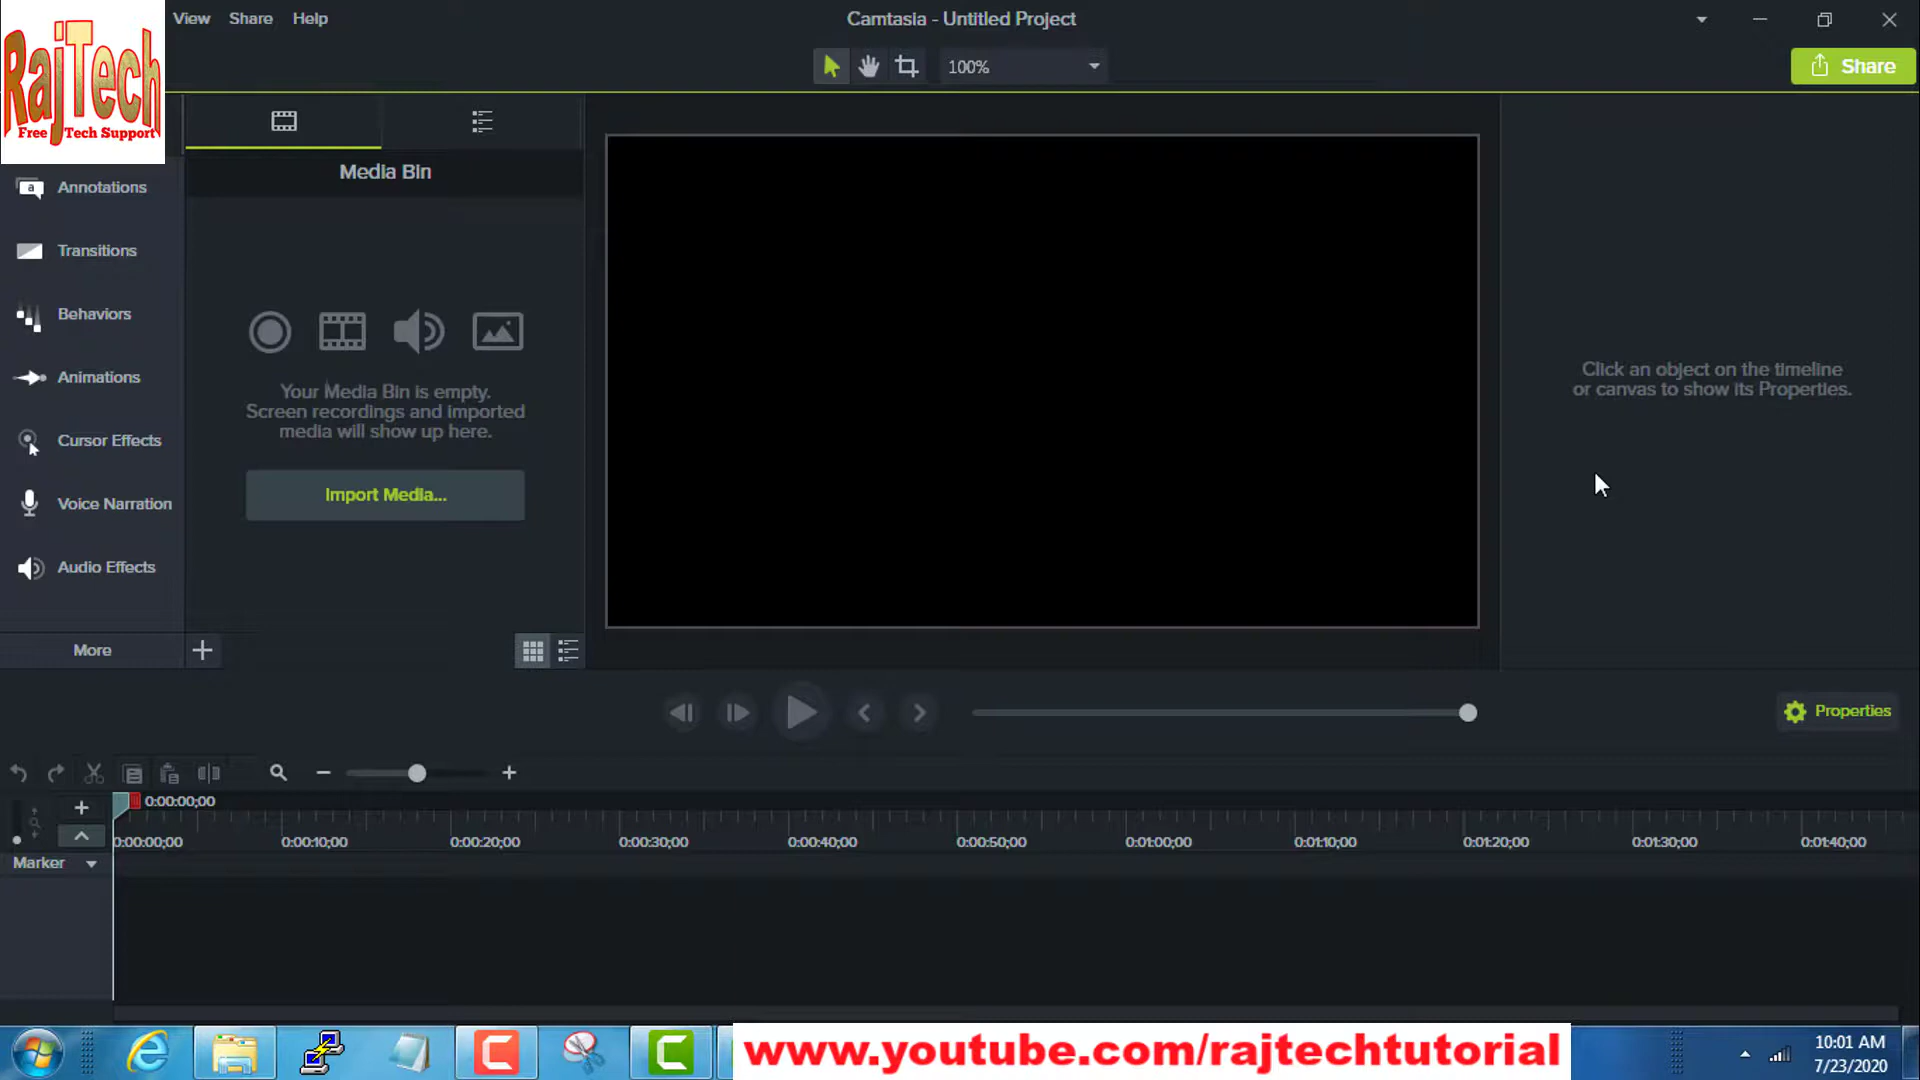 View Share Help
Camtasia - Untitled Project
100%
Share
RajTech
Free Tech Support
Media Bin
Annotations
Transitions
Behaviors
Animations
Cursor Effects
Voice Narration
Audio Effects
More
Your Media Bin is empty.
Screen recordings and imported
media will show up here.
Import Media...
Click an object on the timeline
or canvas to show its Properties.
Properties
0:00:00;00
0:00:00;00 0:00:10;00 0:00:20;00 0:00:30;00 0:00:40;00 0:00:50;00 0:01:00;00 0:01:10;00 0:01:20;00 0:01:30;00 0:01:40;00
Marker
www.youtube.com/rajtechtutorial
10:01 AM
7/23/2020